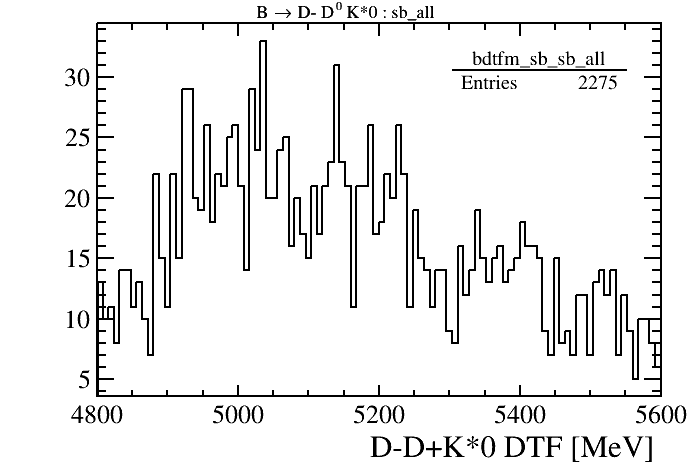 B → D- D⁰ K*0 : sb_all
bdtfm_sb_sb_all
Entries 2275
30
25
20
15
10
5
4800 5000 5200 5400 5600
D-D+K*0 DTF [MeV]